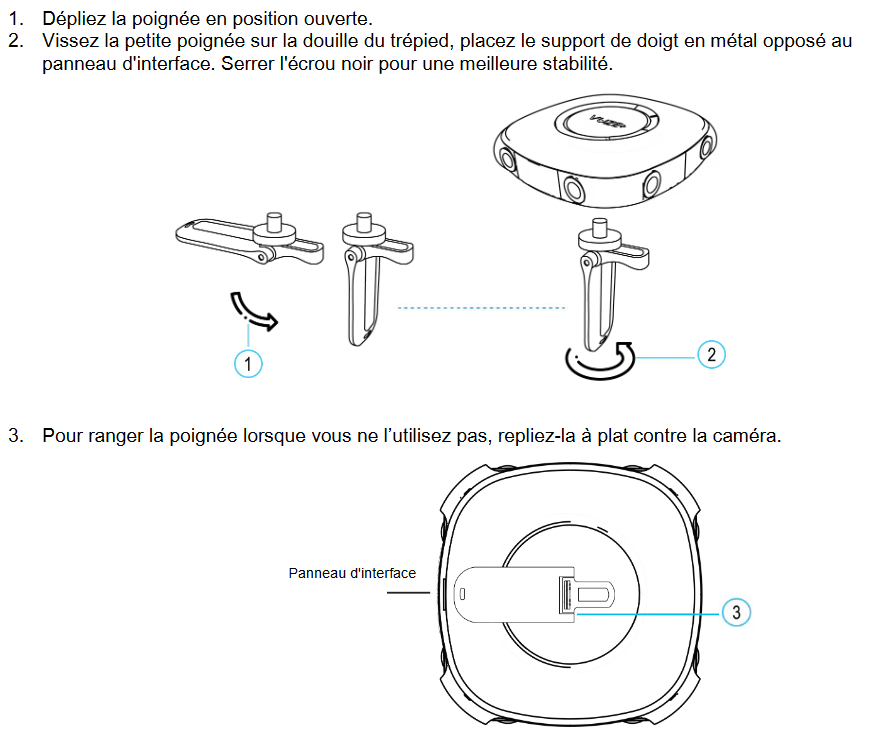 1. Dépliez la poignée en position ouverte.
2. Vissez la petite poignée sur la douille du trépied, placez le support de doigt en métal opposé au
panneau d'interface. Serrer l'écrou noir pour une meilleure stabilité.
VUZE+
1
2
3. Pour ranger la poignée lorsque vous ne l’utilisez pas, repliez-la à plat contre la caméra.
Panneau d'interface
3